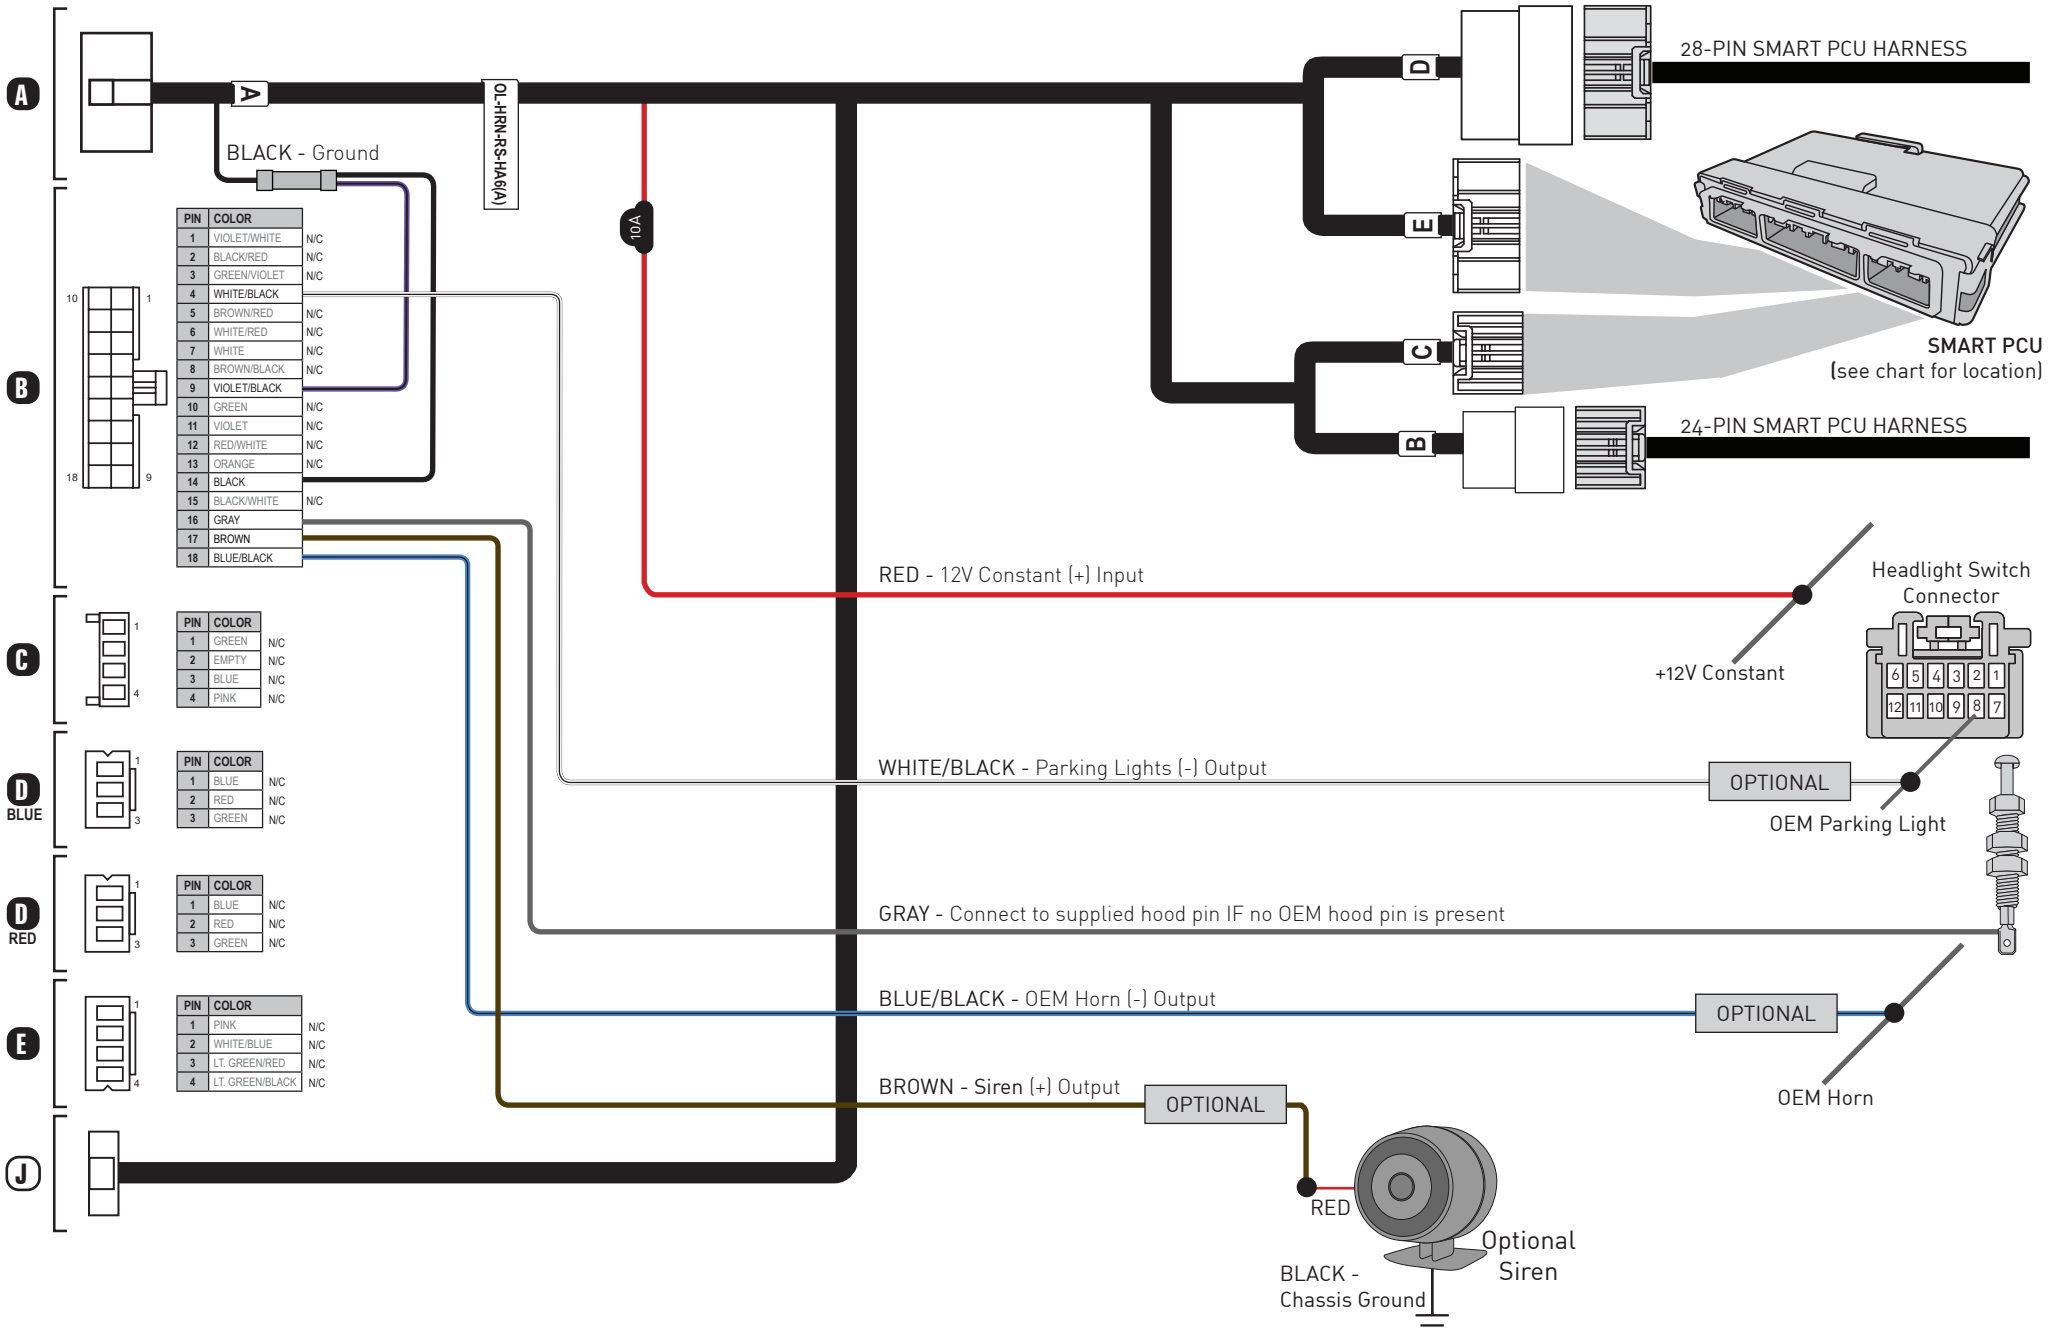 A
A
BLACK - Ground
OL-HRN-RS-HA6(A)
10A
D
28-PIN SMART PCU HARNESS
E
C
SMART PCU
(see chart for location)
B
24-PIN SMART PCU HARNESS
B
10 1
18 9
PIN COLOR
1 VIOLET/WHITE N/C
2 BLACK/RED N/C
3 GREEN/VIOLET N/C
4 WHITE/BLACK
5 BROWN/RED N/C
6 WHITE/RED N/C
7 WHITE N/C
8 BROWN/BLACK N/C
9 VIOLET/BLACK
10 GREEN N/C
11 VIOLET N/C
12 RED/WHITE N/C
13 ORANGE N/C
14 BLACK
15 BLACK/WHITE N/C
16 GRAY
17 BROWN
18 BLUE/BLACK
RED - 12V Constant (+) Input
+12V Constant
Headlight Switch
Connector
6 5 4 3 2 1
12 11 10 9 8 7
C
1
4
PIN COLOR
1 GREEN N/C
2 EMPTY N/C
3 BLUE N/C
4 PINK N/C
D
BLUE
1
3
PIN COLOR
1 BLUE N/C
2 RED N/C
3 GREEN N/C
WHITE/BLACK - Parking Lights (-) Output
OPTIONAL
OEM Parking Light
D
RED
1
3
PIN COLOR
1 BLUE N/C
2 RED N/C
3 GREEN N/C
GRAY - Connect to supplied hood pin IF no OEM hood pin is present
E
1
4
PIN COLOR
1 PINK N/C
2 WHITE/BLUE N/C
3 LT. GREEN/RED N/C
4 LT. GREEN/BLACK N/C
BLUE/BLACK - OEM Horn (-) Output
OPTIONAL
OEM Horn
BROWN - Siren (+) Output
OPTIONAL
J
RED
Optional
Siren
BLACK -
Chassis Ground